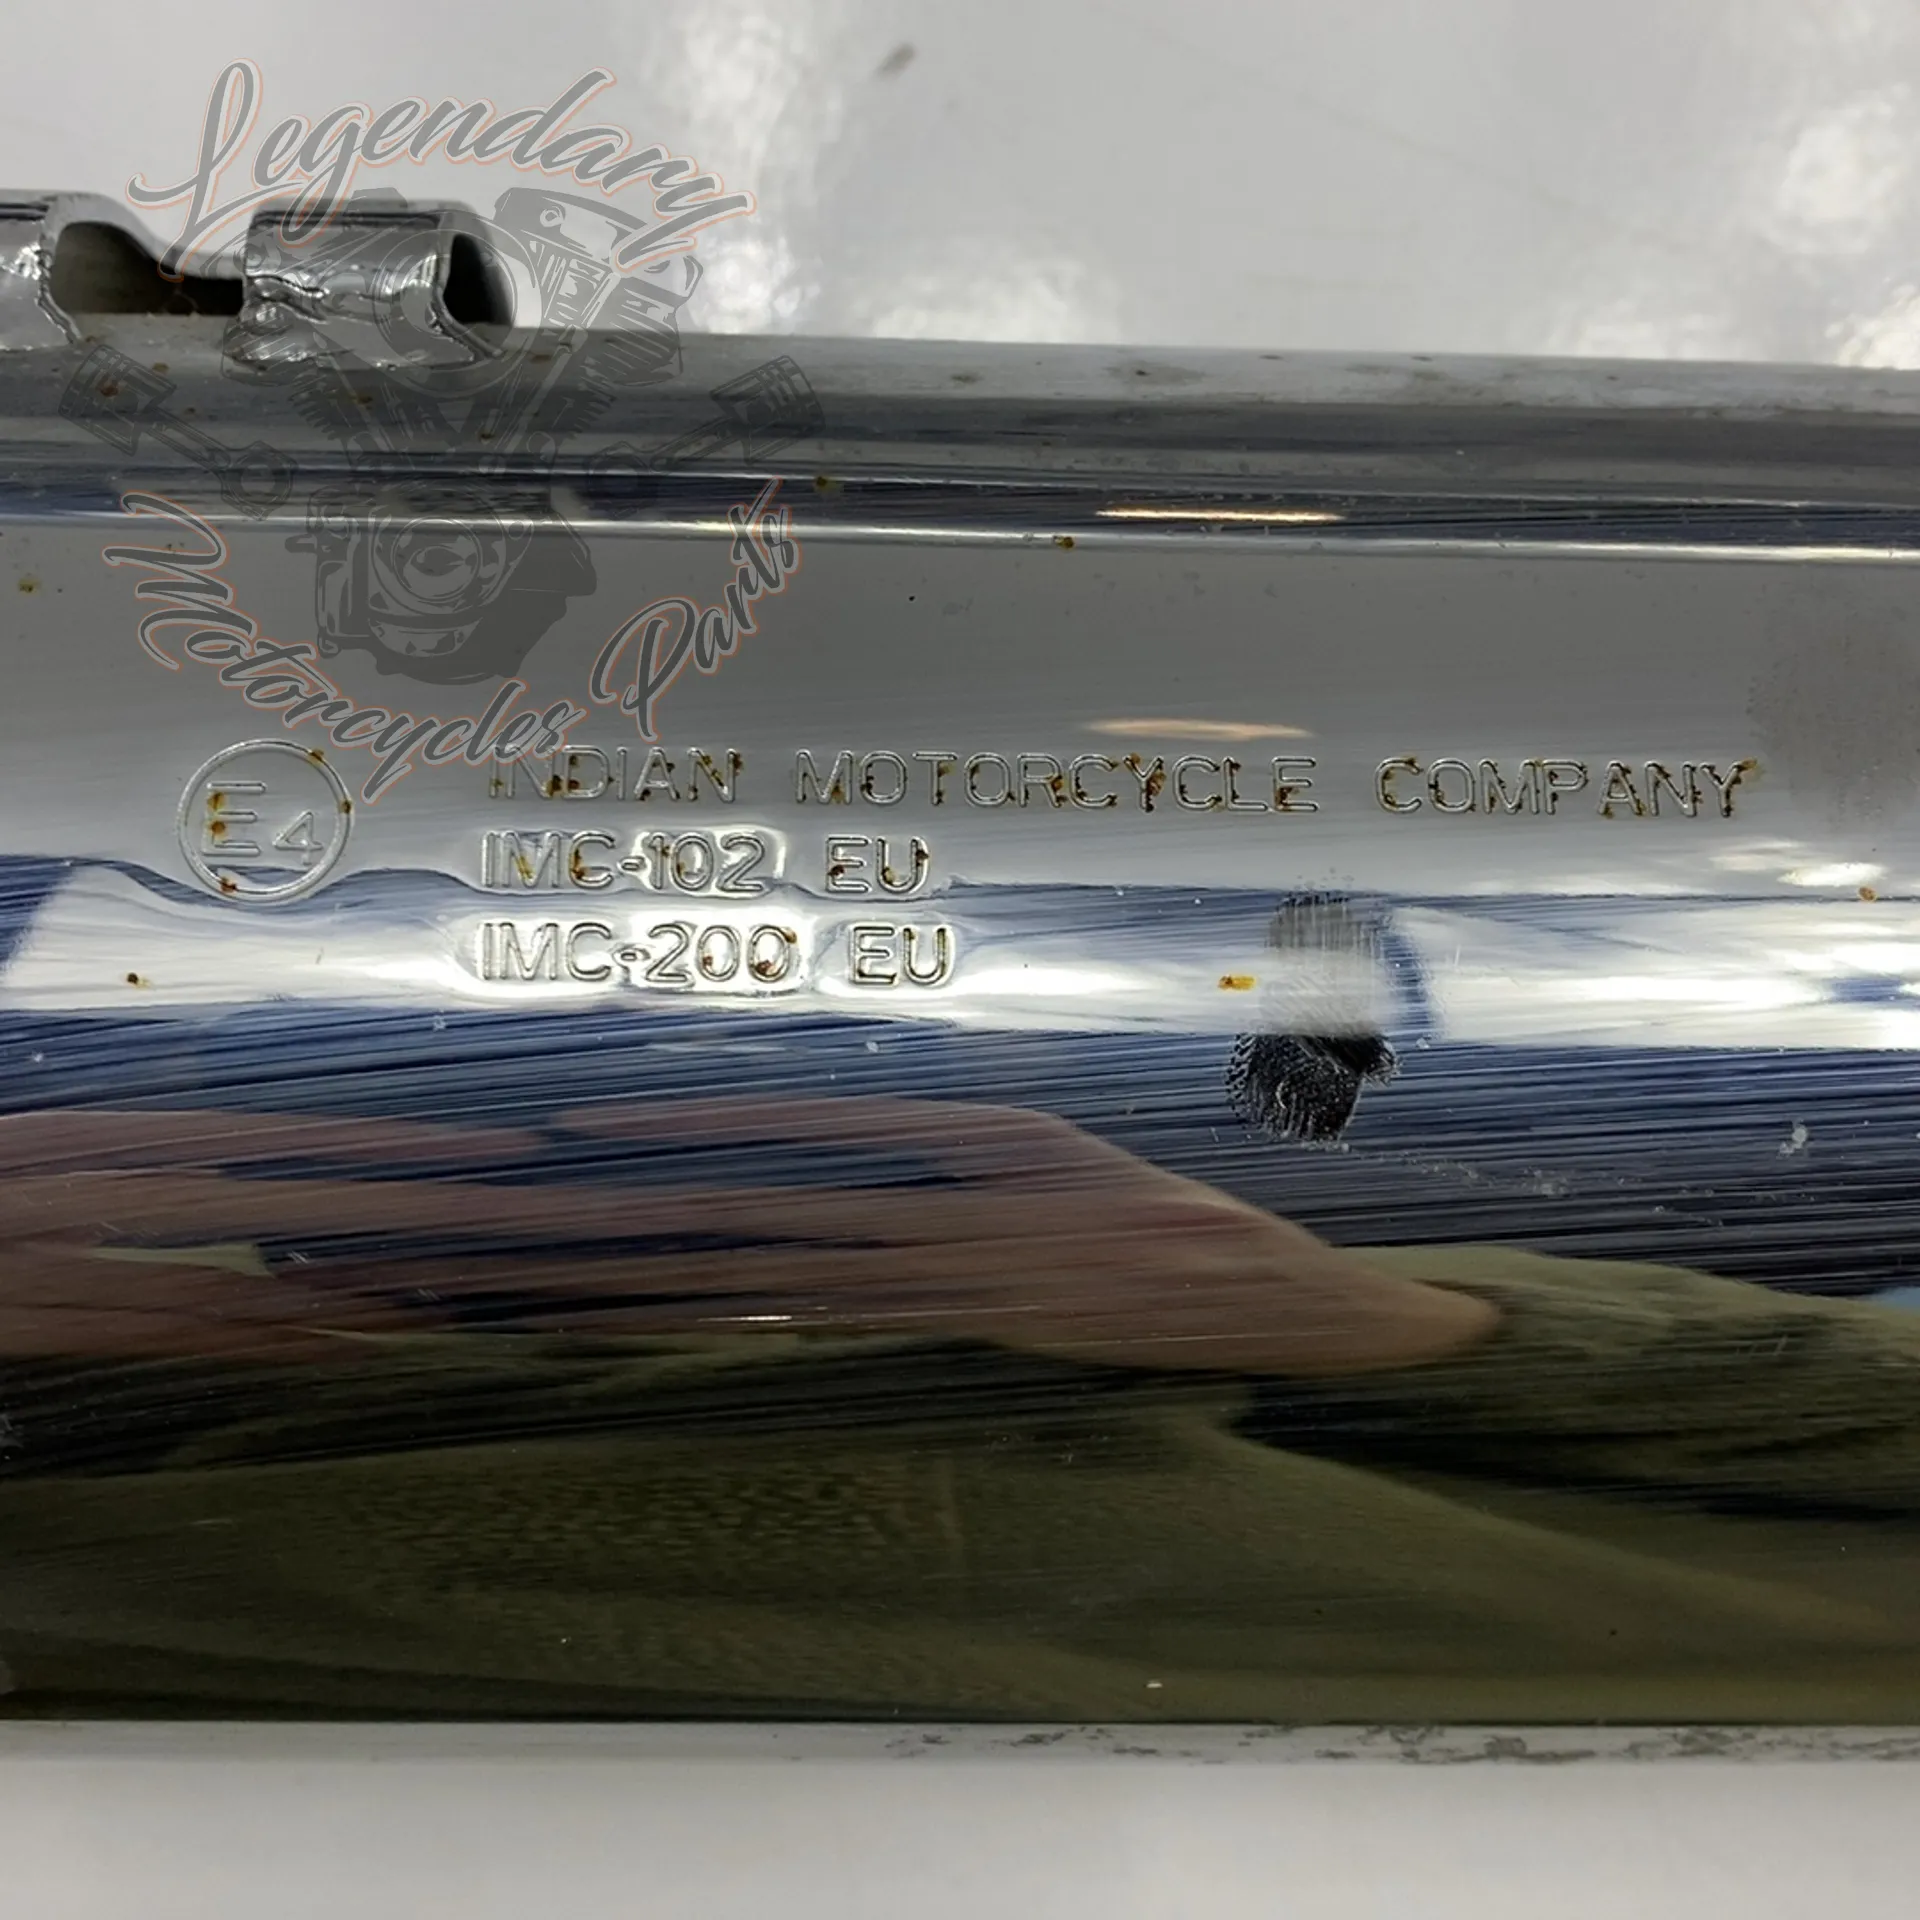 Legendary
Motorcycles Parts
E4
INDIAN MOTORCYCLE COMPANY
IMC-102 EU
IMC-200 EU